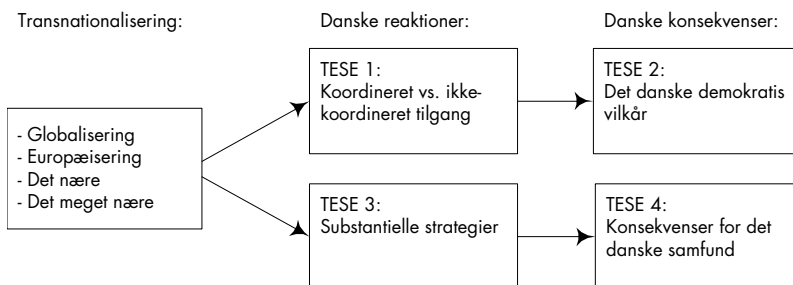 Transnationalisering:
Danske reaktioner:
Danske konsekvenser:
- Globalisering
- Europæisering
- Det nære
- Det meget nære
TESE 1:
Koordineret vs. ikke-
koordineret tilgang
TESE 2:
Det danske demokratis
vilkår
TESE 3:
Substantielle strategier
TESE 4:
Konsekvenser for det
danske samfund